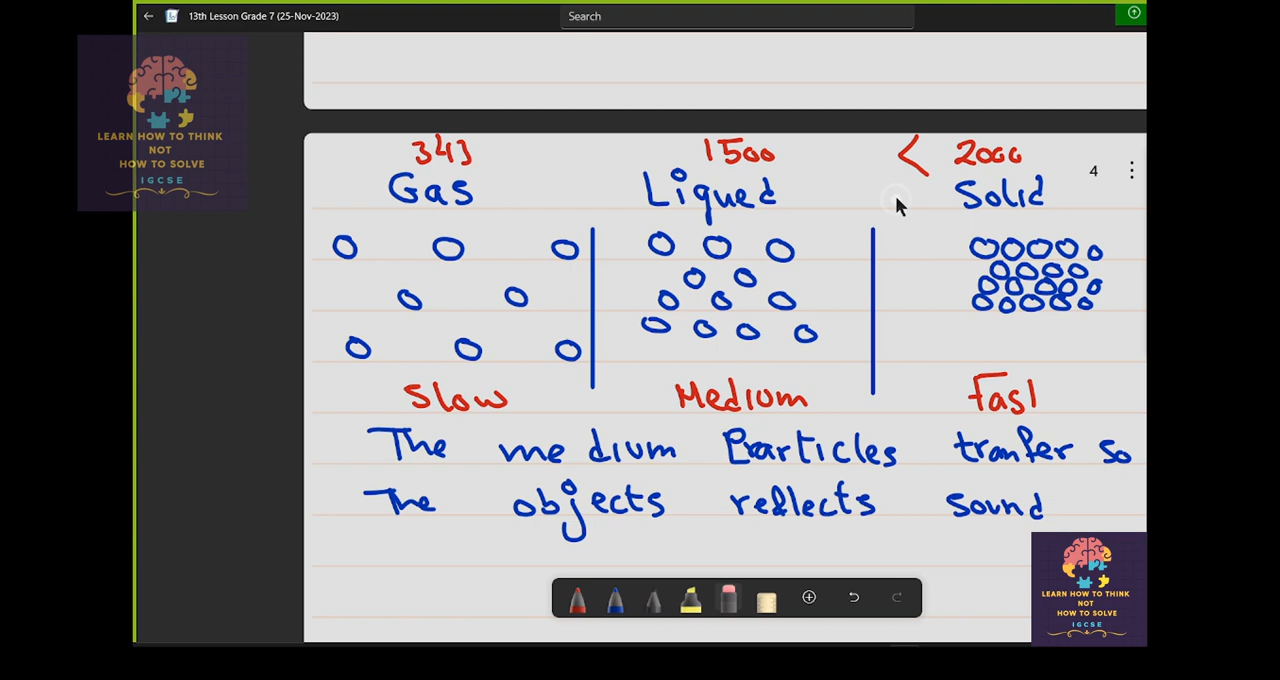 13th Lesson Grade 7 (25-Nov-2023)
Search
LEARN HOW TO THINK
NOT
HOW TO SOLVE
IGCSE
343 1500 < 2000
4
Gas Liqued Solid
Slow Medium Fast
The medium Particles tranfer so
The objects reflects sound
LEARN HOW TO THINK
NOT
HOW TO SOLVE
IGCSE